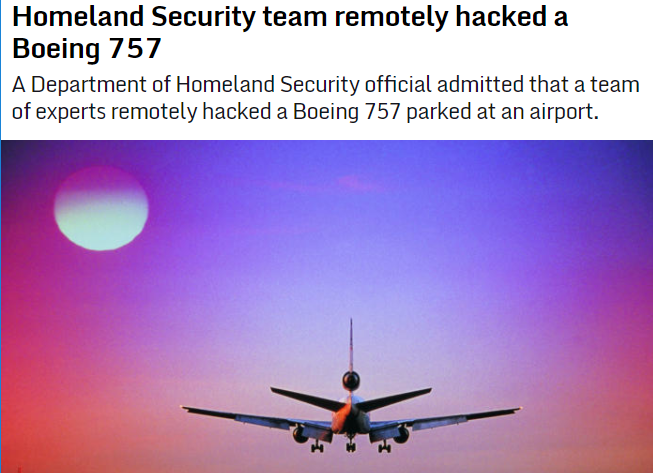 Homeland Security team remotely hacked a
Boeing 757
A Department of Homeland Security official admitted that a team
of experts remotely hacked a Boeing 757 parked at an airport.